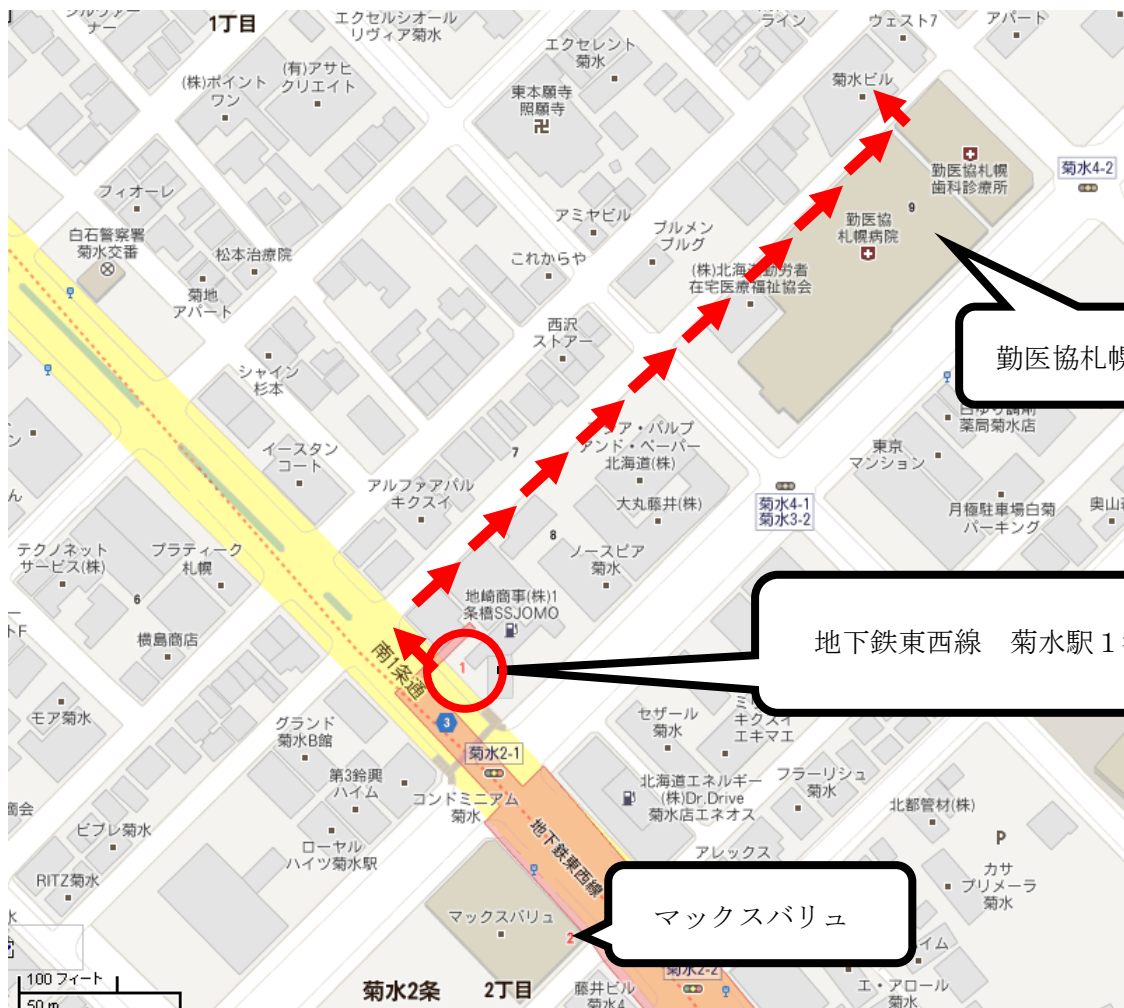 ナー
1丁目
エクセルシオール
リヴィア菊水
ライン
ウェスト7
アパート
エクセレント
菊水
(株)ポイント
ワン
(有)アサヒ
クリエイト
東本願寺
照願寺
卍
菊水ビル
勤医協札幌
歯科診療所
菊水4-2
9
フィオーレ
白石警察署
菊水交番
松本治療院
菊地
アパート
アミヤビル
これからや
ブルメン
ブルグ
勤医協
札幌病院
(株)北海道勤労者
在宅医療福祉協会
西沢
ストアー
勤医協札幌
シャイン
杉本
薬局菊水店
イースタン
コート
7
アルファアパル
キクスイ
ア・パルプ
アンド・ペーパー
北海道(株)
大丸藤井(株)
東京
マンション
菊水4-1
菊水3-2
月極駐車場白菊
パーキング
奥山
ん
テクノネット
サービス(株)
プラティーク
札幌
6
8
ノースピア
菊水
地崎商事(株)1
条橋SSJOMO
トF
横島商店
南1条通
1
地下鉄東西線 菊水駅1
モア菊水
グランド
菊水B館
3
菊水2-1
セザール
菊水
キクスイ
エキマエ
第3鈴興
ハイム
コンドミニアム
菊水
北海道エネルギー
(株)Dr.Drive
菊水店エネオス
フラーリシュ
菊水
北都管材(株)
商会
ビブレ菊水
ローヤル
ハイツ菊水駅
地下鉄東西線
アレックス
P
カサ
プリメーラ
菊水
RITZ菊水
マックスバリュ
2
マックスバリュ
イム
100 フィート
50 m
菊水2条 2丁目
藤井ビル
菊水4
菊水2-2
エ・アロール
菊水